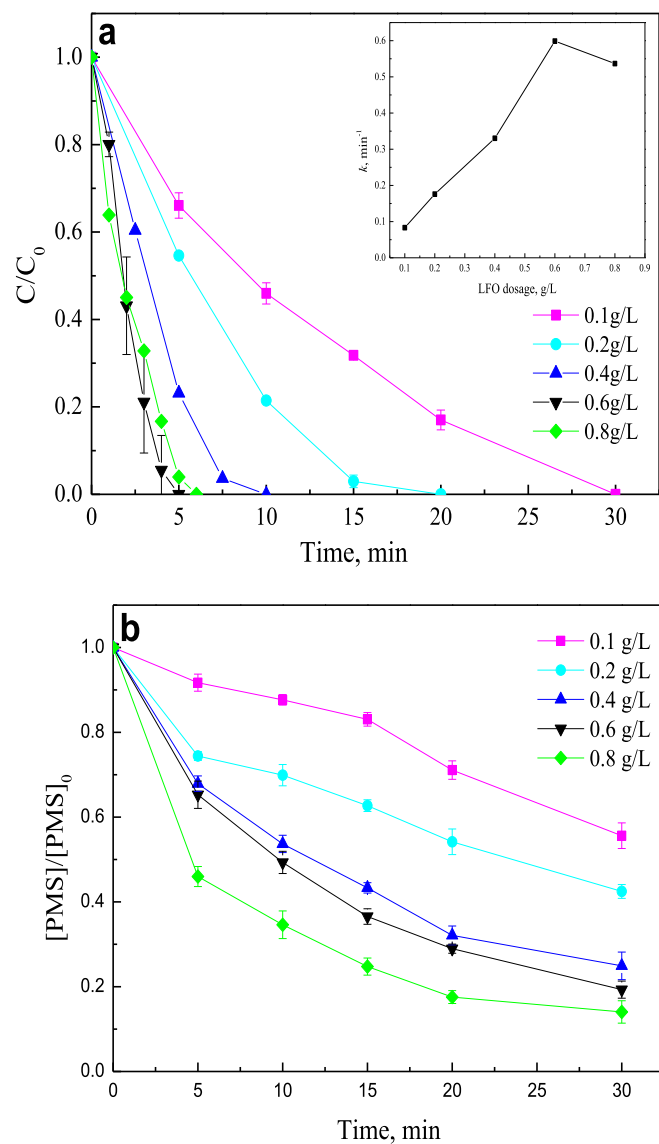 a
1.0
0.8
0.6
0.4
0.2
0.0
C/C0
0 5 10 15 20 25 30
Time, min
0.6
0.5
0.4
0.3
0.2
0.1
0.0
k, min-1
0.1 0.2 0.3 0.4 0.5 0.6 0.7 0.8 0.9
LFO dosage, g/L
0.1g/L
0.2g/L
0.4g/L
0.6g/L
0.8g/L
b
1.0
0.8
0.6
0.4
0.2
0.0
[PMS]/[PMS]0
0 5 10 15 20 25 30
Time, min
0.1 g/L
0.2 g/L
0.4 g/L
0.6 g/L
0.8 g/L